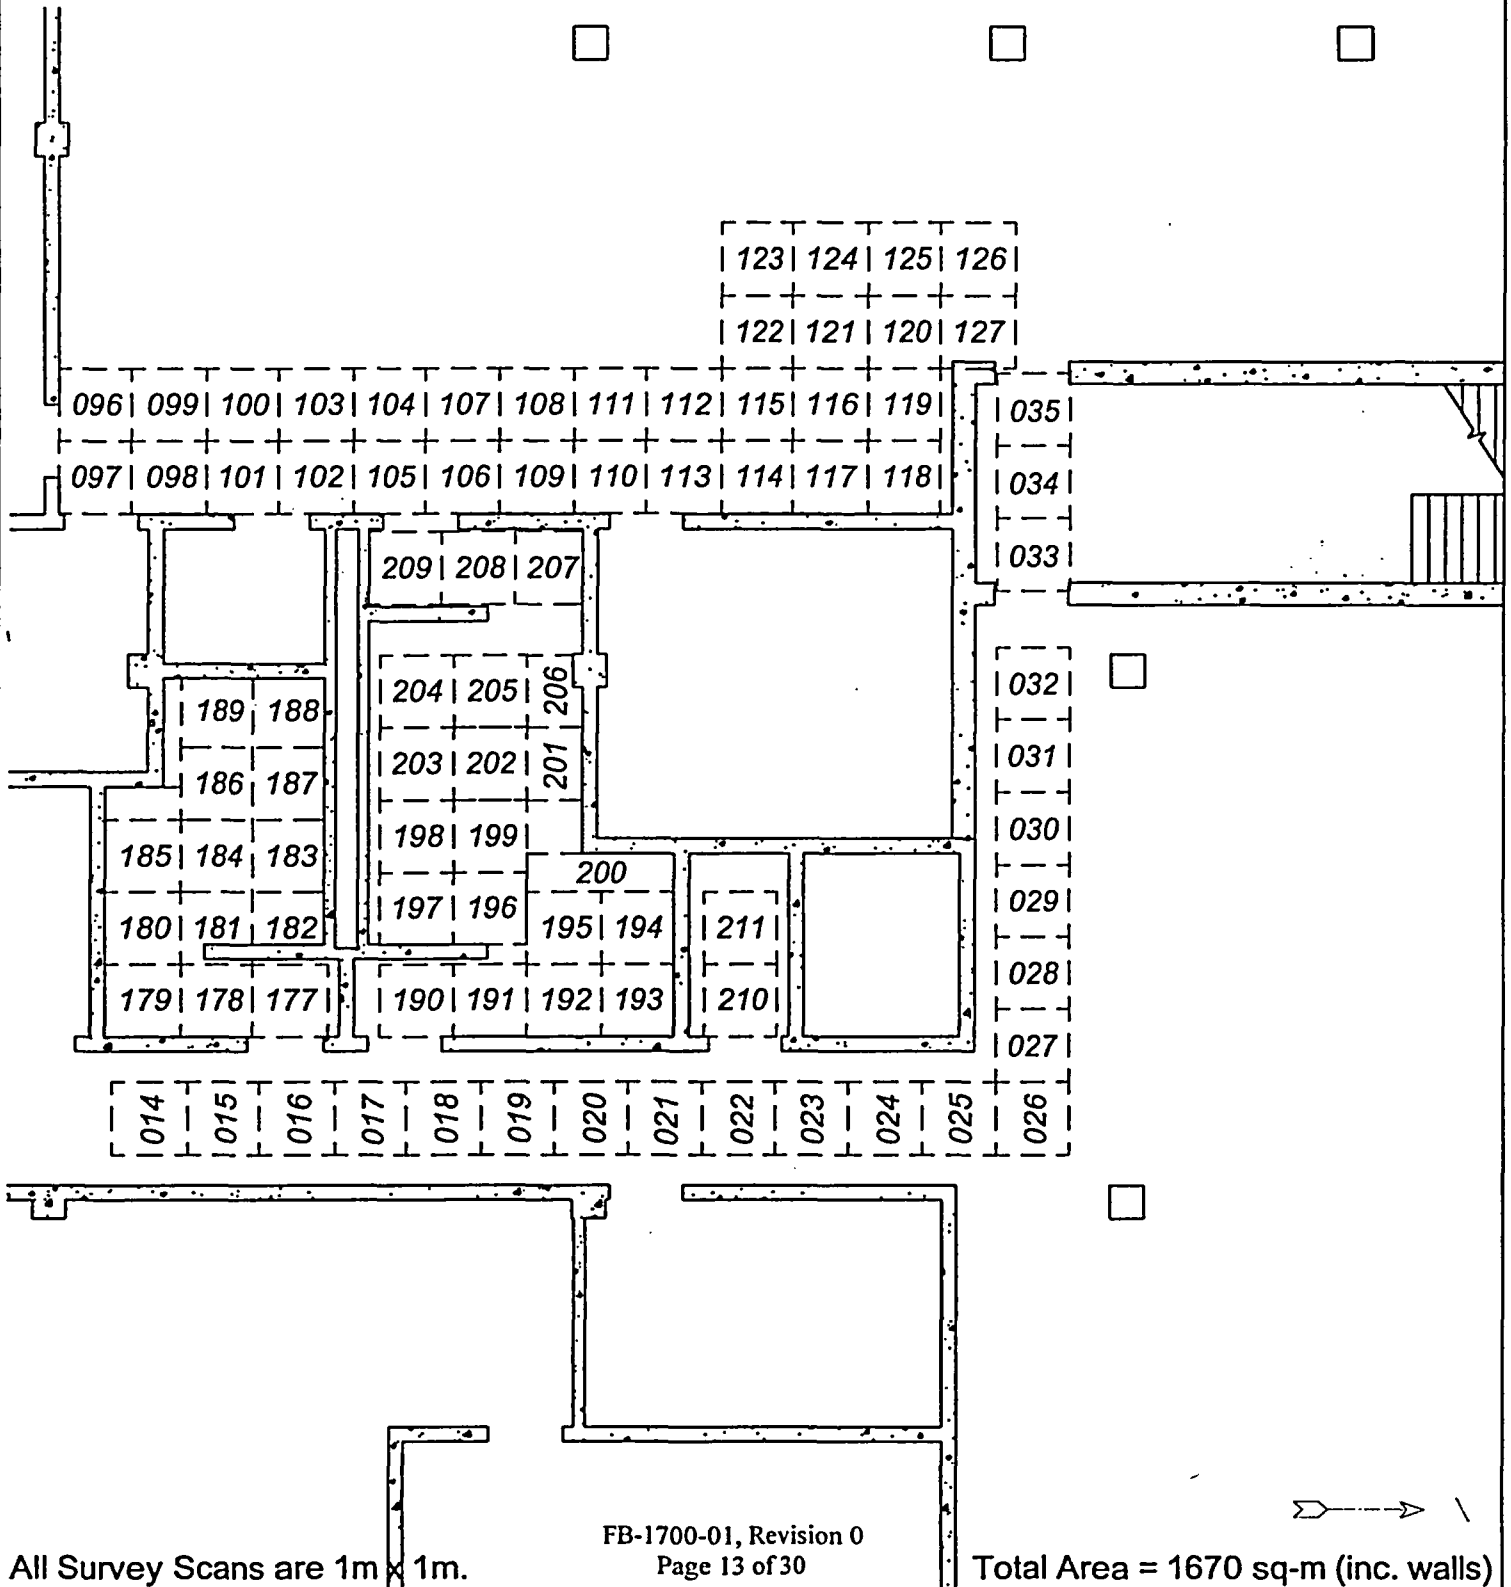 123 124 125 126
122 121 120 127
096 099 100 103 104 107 108 111 112 115 116 119 035
097 098 101 102 105 106 109 110 113 114 117 118 034
209 208 207 033
204 205 206 032
189 188
203 202 201 031
186 187
198 199 030
185 184 183
200
197 196 029
180 181 182 195 194 211
179 178 177 190 191 192 193 210 028
027
014 015 016 017 018 019 020 021 022 023 024 025 026
FB-1700-01, Revision 0
All Survey Scans are 1m x 1m. Page 13 of 30 Total Area = 1670 sq-m (inc. walls)